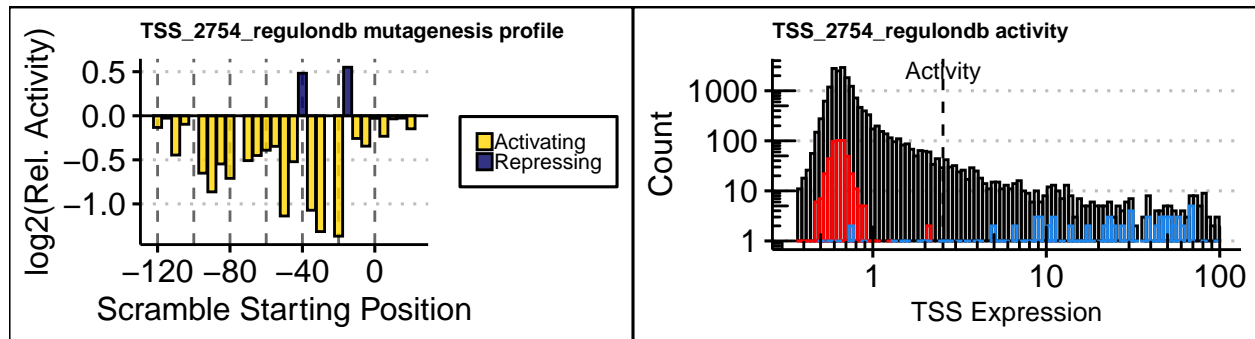 TSS_2754_regulondb mutagenesis profile
log2(Rel. Activity)
0.5
0.0
−0.5
−1.0
−120
−80
−40
0
Scramble Starting Position
Activating
Repressing
TSS_2754_regulondb activity
Activity
Count
1000
100
10
1
1
10
100
TSS Expression